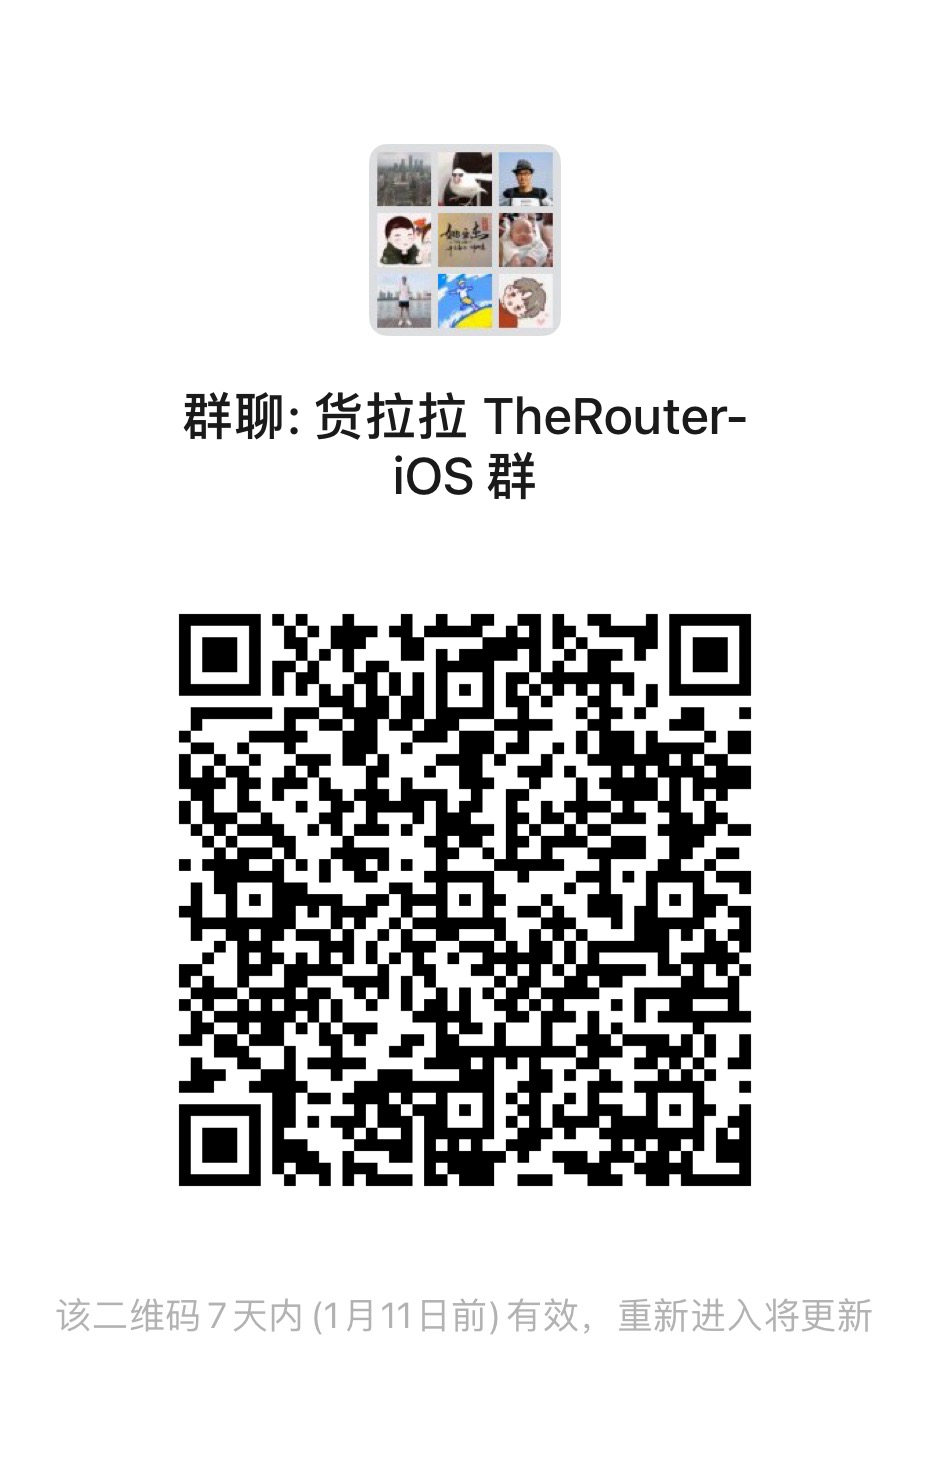 群聊: 货拉拉 TheRouter-
iOS 群
该二维码 7 天内 (1月11日前) 有效，重新进入将更新